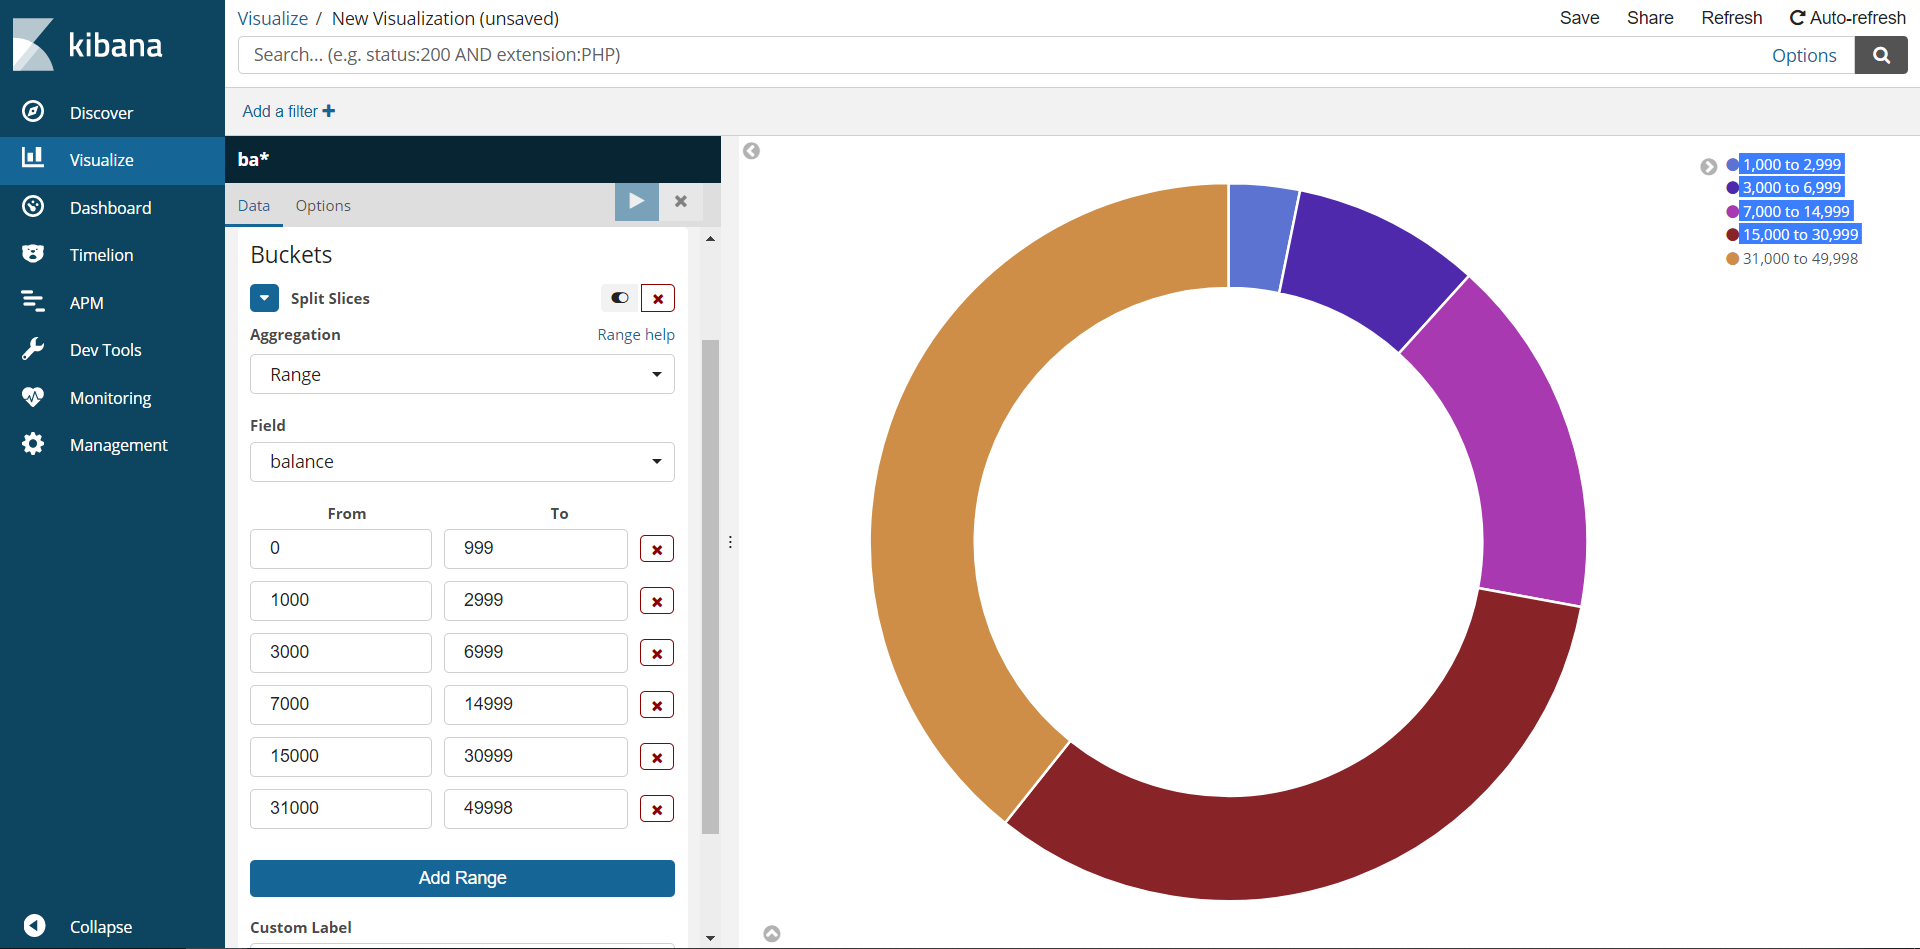 kibana
Discover
Visualize
Dashboard
Timelion
APM
Dev Tools
Monitoring
Management
Collapse
Visualize / New Visualization (unsaved)
Save Share Refresh Auto-refresh
Search... (e.g. status:200 AND extension:PHP)
Options
Add a filter
ba*
Data Options
Buckets
Split Slices
Aggregation Range help
Range
Field
balance
From To
0 999
1000 2999
3000 6999
7000 14999
15000 30999
31000 49998
Add Range
Custom Label
1,000 to 2,999
3,000 to 6,999
7,000 to 14,999
15,000 to 30,999
31,000 to 49,998